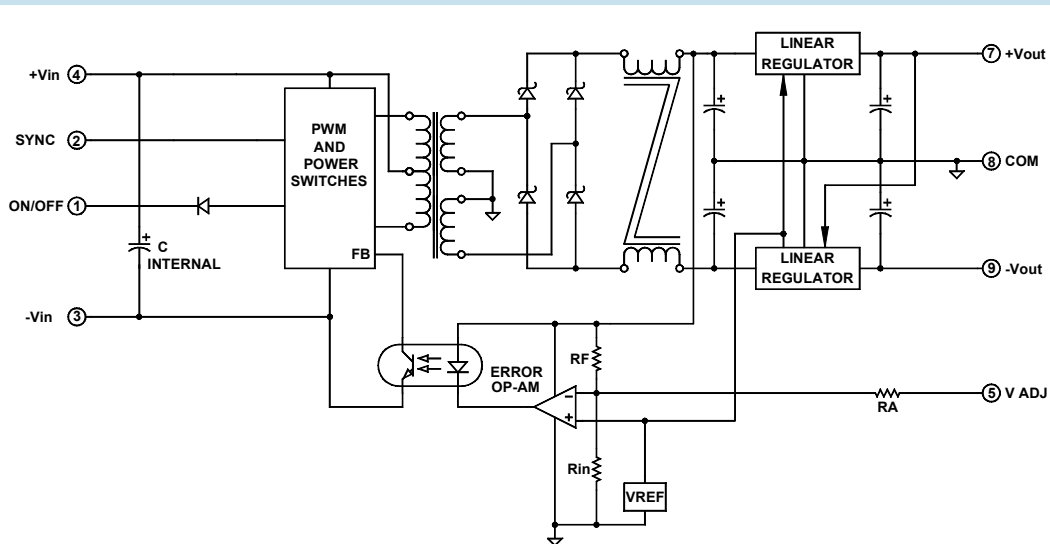 +Vin 4
SYNC 2
ON/OFF 1
-Vin 3
+
C
INTERNAL
PWM
AND
POWER
SWITCHES
FB
+
+
LINEAR
REGULATOR
+
+
LINEAR
REGULATOR
7 +Vout
8 COM
9 -Vout
ERROR
OP-AM
RF
−
+
Rin
VREF
RA
5 V ADJ